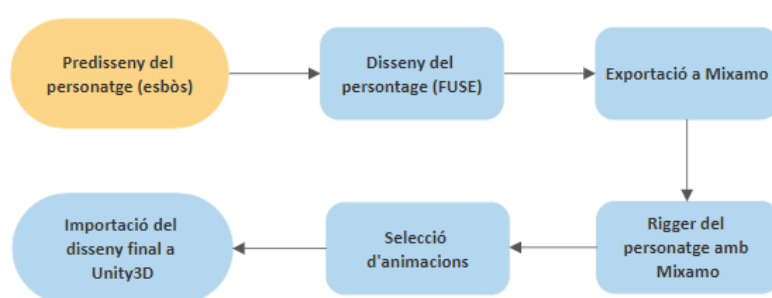 Predisseny del
personatge (esbòs)
Disseny del
persontage (FUSE)
Exportació a Mixamo
Rigger del
personatge amb
Mixamo
Selecció
d'animacions
Importació del
disseny final a
Unity3D